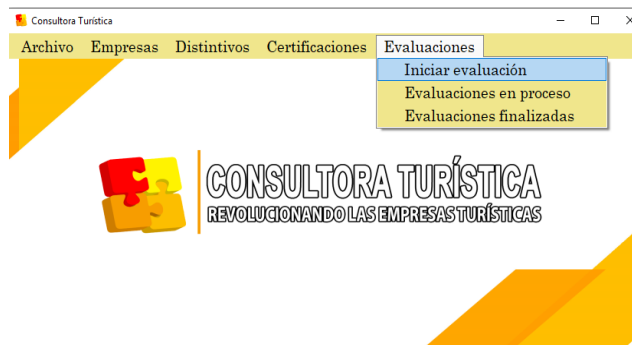 Consultora Turística
Archivo Empresas Distintivos Certificaciones Evaluaciones
Iniciar evaluación
Evaluaciones en proceso
Evaluaciones finalizadas
CONSULTORA TURÍSTICA
REVOLUCIONANDO LAS EMPRESAS TURÍSTICAS